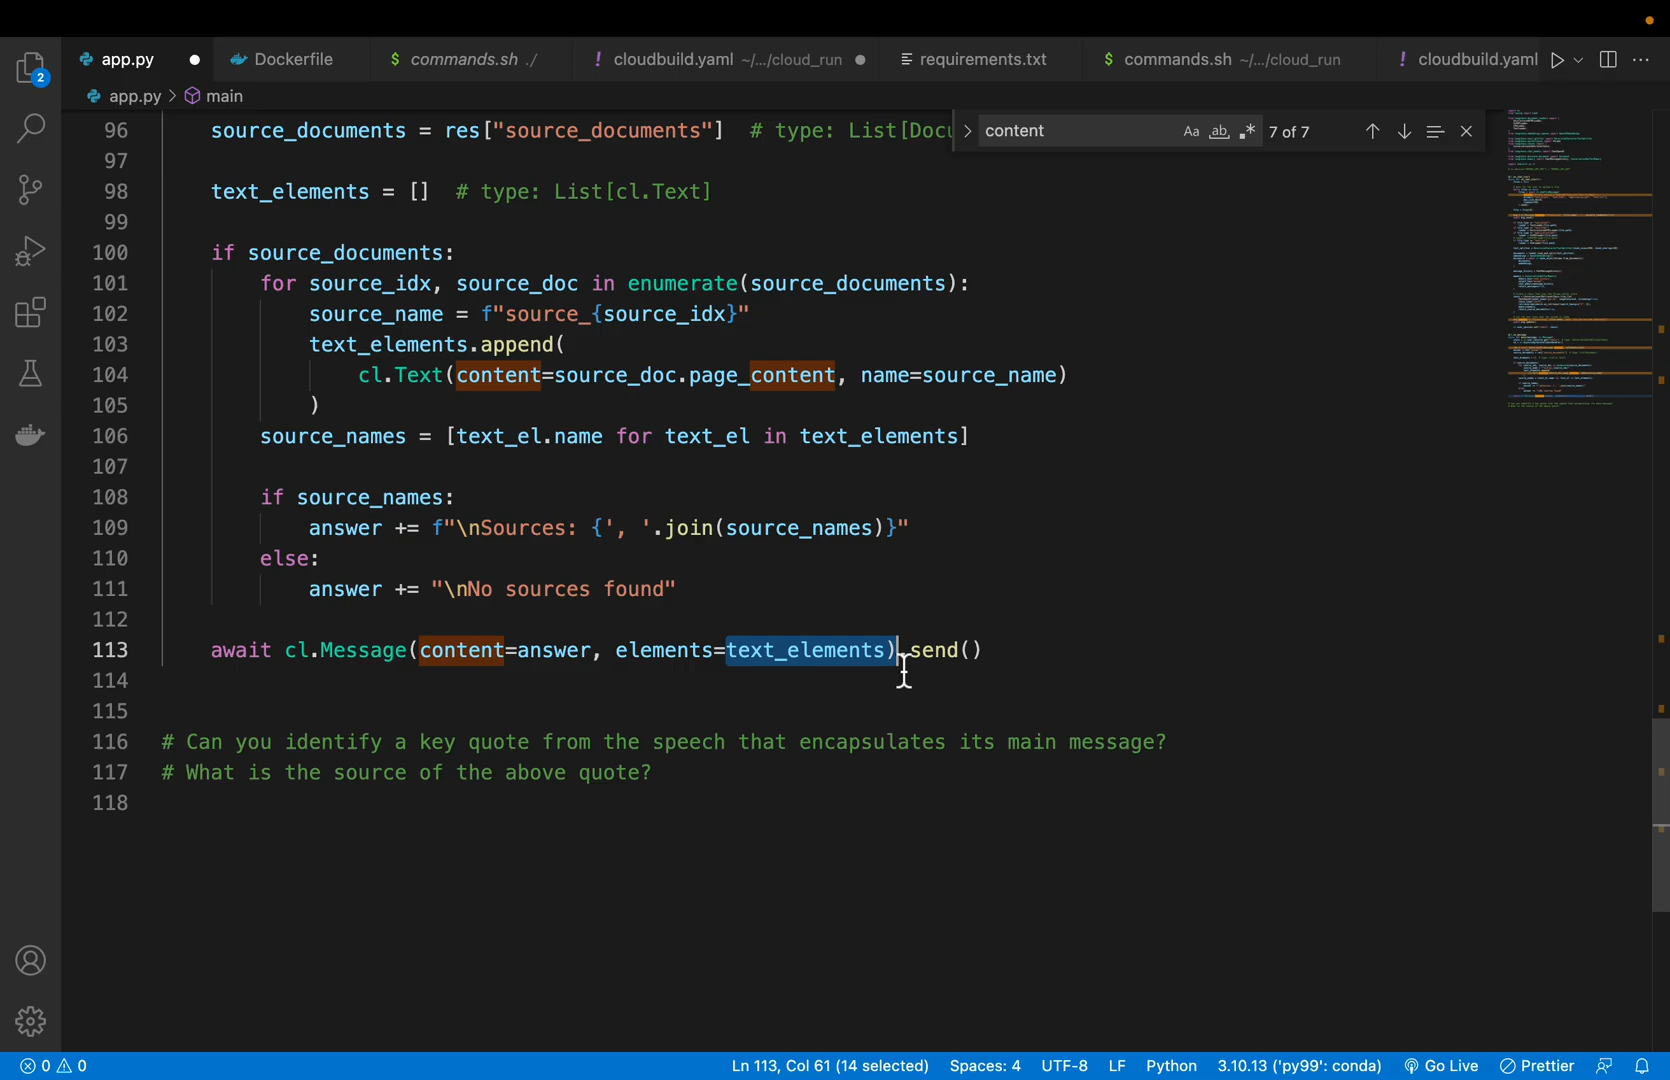 app.py
Dockerfile
$ commands.sh ./
! cloudbuild.yaml ~/.../cloud_run
requirements.txt
$ commands.sh ~/.../cloud_run
! cloudbuild.yaml
2
app.py > main
content
Aa ab .* 7 of 7
96 source_documents = res["source_documents"]  # type: List[Docu
97
98 text_elements = []  # type: List[cl.Text]
99
100 if source_documents:
101 for source_idx, source_doc in enumerate(source_documents):
102 source_name = f"source_{source_idx}"
103 text_elements.append(
104 cl.Text(content=source_doc.page_content, name=source_name)
105 )
106 source_names = [text_el.name for text_el in text_elements]
107
108 if source_names:
109 answer += f"\nSources: {', '.join(source_names)}"
110 else:
111 answer += "\nNo sources found"
112
113 await cl.Message(content=answer, elements=text_elements).send()
114
115
116 # Can you identify a key quote from the speech that encapsulates its main message?
117 # What is the source of the above quote?
118
0 0 Ln 113, Col 61 (14 selected) Spaces: 4 UTF-8 LF Python 3.10.13 ('py99': conda) Go Live Prettier